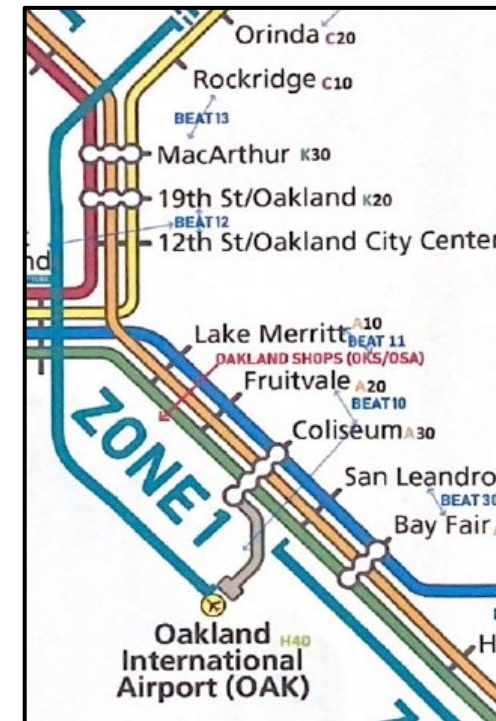 Orinda C20
Rockridge C10
BEAT13
MacArthur K30
19th St/Oakland K20
BEAT12
12th St/Oakland City Center
nd
Lake Merritt A10
BEAT 11
OAKLAND SHOPS (OKS/OSA)
Fruitvale A20
BEAT10
Coliseum A30
ZONE 1
San Leandro
BEAT30
Bay Fair
Oakland H40
International
Airport (OAK)
H